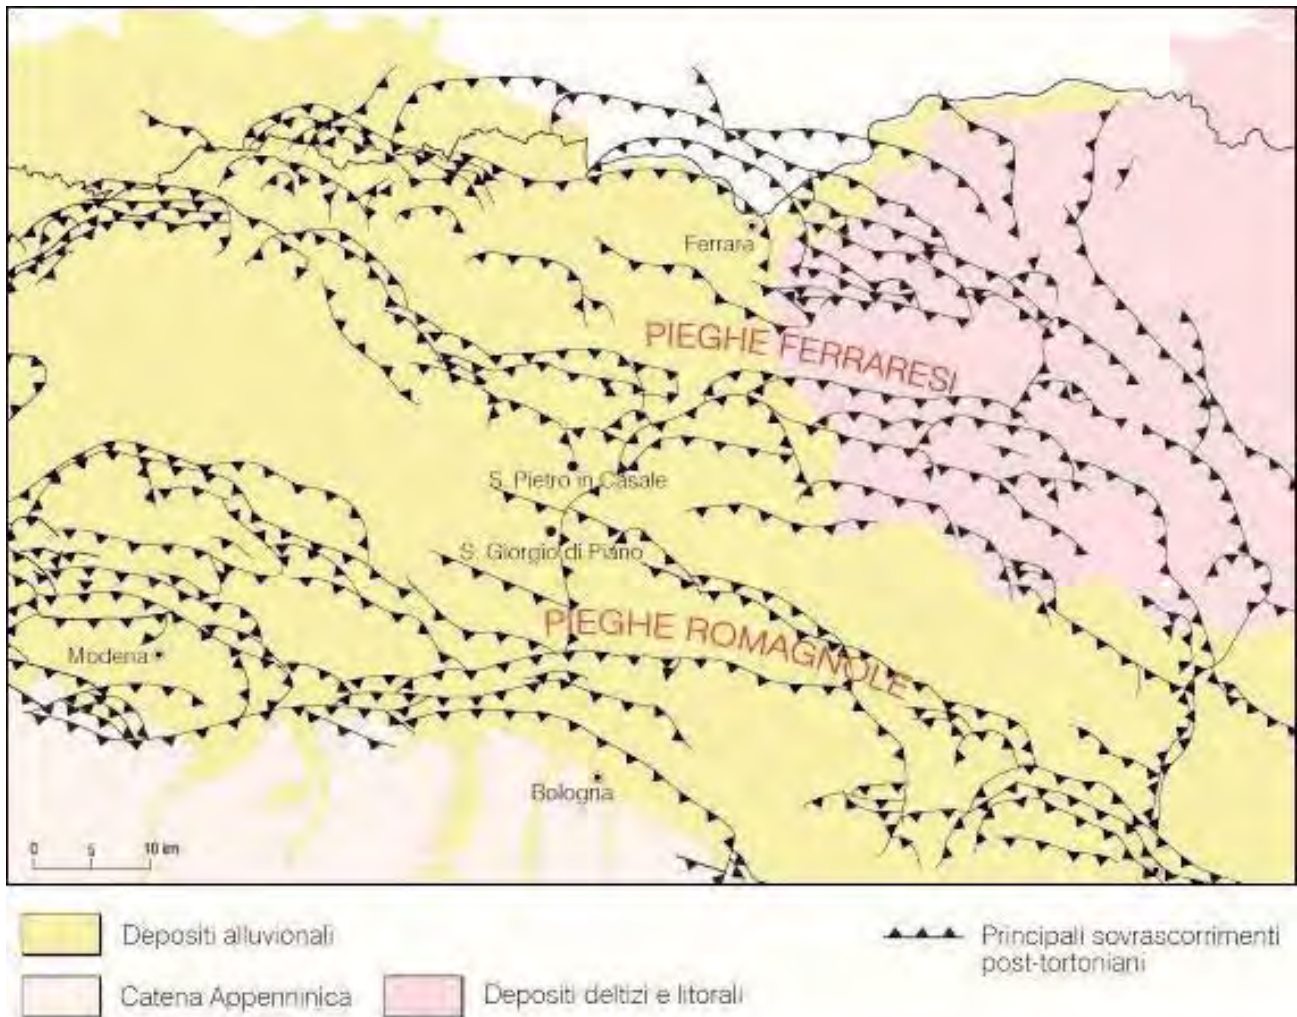 Ferrara
PIEGHE FERRARESI
S. Pietro in Casale
S. Giorgio di Piano
PIEGHE ROMAGNOLE
Modena
Bologna
0 5 10 km
Depositi alluvionali
Principali sovrascorrimenti
post-tortoniani
Catena Appenninica
Depositi deltizi e litorali